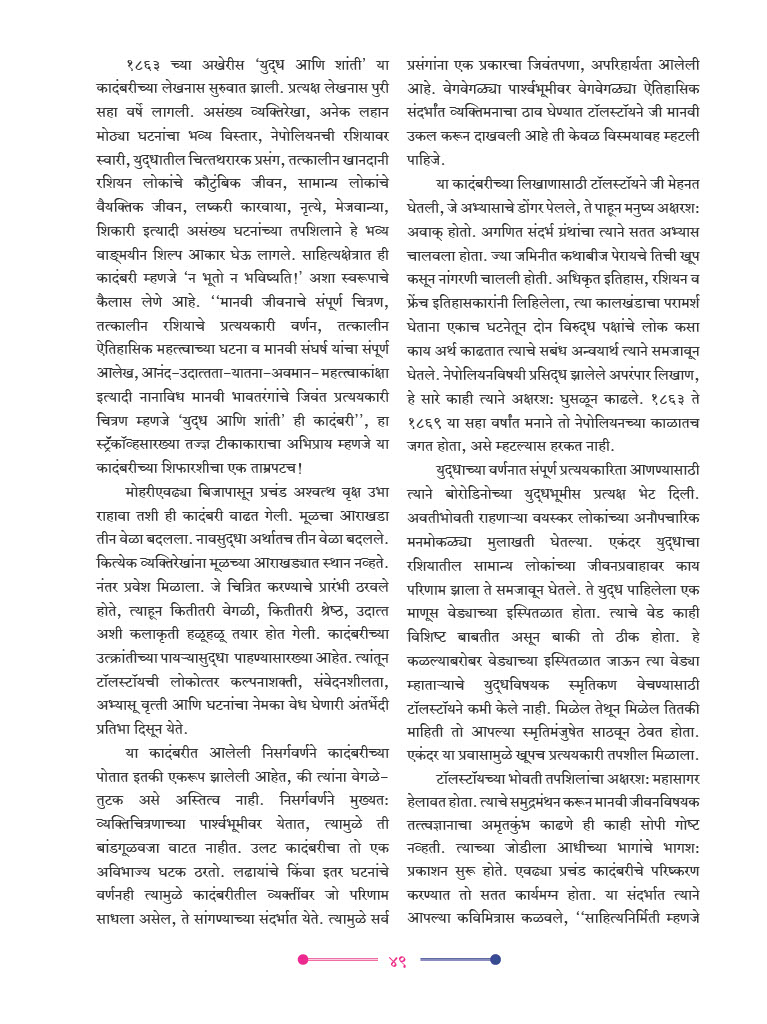 १८६३ च्या अखेरीस ‘युद्ध आणि शांती’ या
कादंबरीच्या लेखनास सुरुवात झाली. प्रत्यक्ष लेखनास पुरी
सहा वर्षे लागली. असंख्य व्यक्तिरेखा, अनेक लहान
मोठ्या घटनांचा भव्य विस्तार, नेपोलियनची रशियावर
स्वारी, युद्धातील चित्तथरारक प्रसंग, तत्कालीन खानदानी
रशियन लोकांचे कौटुंबिक जीवन, सामान्य लोकांचे
वैयक्तिक जीवन, लष्करी कारवाया, नृत्ये, मेजवान्या,
शिकारी इत्यादी असंख्य घटनांच्या तपशिलाने हे भव्य
वाङ्मयीन शिल्प आकार घेऊ लागले. साहित्यक्षेत्रात ही
कादंबरी म्हणजे ‘न भूतो न भविष्यति!’ अशा स्वरूपाचे
कैलास लेणे आहे. ‘‘मानवी जीवनाचे संपूर्ण चित्रण,
तत्कालीन रशियाचे प्रत्ययकारी वर्णन, तत्कालीन
ऐतिहासिक महत्त्वाच्या घटना व मानवी संघर्ष यांचा संपूर्ण
आलेख, आनंद-उदात्तता-यातना-अवमान-महत्त्वाकांक्षा
इत्यादी नानाविध मानवी भावतरंगांचे जिवंत प्रत्ययकारी
चित्रण म्हणजे ‘युद्ध आणि शांती’ ही कादंबरी’’, हा
स्ट्रॅकॉव्हसारख्या तज्ज्ञ टीकाकाराचा अभिप्राय म्हणजे या
कादंबरीच्या शिफारशीचा एक ताम्रपटच!
मोहरीएवढ्या बिजापासून प्रचंड अश्वत्थ वृक्ष उभा
राहावा तशी ही कादंबरी वाढत गेली. मूळचा आराखडा
तीन वेळा बदलला. नावसुद्धा अर्थातच तीन वेळा बदलले.
कित्येक व्यक्तिरेखांना मूळच्या आराखड्यात स्थान नव्हते.
नंतर प्रवेश मिळाला. जे चित्रित करण्याचे प्रारंभी ठरवले
होते, त्याहून कितीतरी वेगळी, कितीतरी श्रेष्ठ, उदात्त
अशी कलाकृती हळूहळू तयार होत गेली. कादंबरीच्या
उत्क्रांतीच्या पायऱ्यासुद्धा पाहण्यासारख्या आहेत. त्यांतून
टॉलस्टॉयची लोकोत्तर कल्पनाशक्ती, संवेदनशीलता,
अभ्यासू वृत्ती आणि घटनांचा नेमका वेध घेणारी अंतर्भेदी
प्रतिभा दिसून येते.
या कादंबरीत आलेली निसर्गवर्णने कादंबरीच्या
पोतात इतकी एकरूप झालेली आहेत, की त्यांना वेगळे-
तुटक असे अस्तित्व नाही. निसर्गवर्णने मुख्यत:
व्यक्तिचित्रणाच्या पार्श्वभूमीवर येतात, त्यामुळे ती
बांडगूळवजा वाटत नाहीत. उलट कादंबरीचा तो एक
अविभाज्य घटक ठरतो. लढायांचे किंवा इतर घटनांचे
वर्णनही त्यामुळे कादंबरीतील व्यक्तींवर जो परिणाम
साधला असेल, ते सांगण्याच्या संदर्भात येते. त्यामुळे सर्व
प्रसंगांना एक प्रकारचा जिवंतपणा, अपरिहार्यता आलेली
आहे. वेगवेगळ्या पार्श्वभूमीवर वेगवेगळ्या ऐतिहासिक
संदर्भांत व्यक्तिमनाचा ठाव घेण्यात टॉलस्टॉयने जी मानवी
उकल करून दाखवली आहे ती केवळ विस्मयावह म्हटली
पाहिजे.
या कादंबरीच्या लिखाणासाठी टॉलस्टॉयने जी मेहनत
घेतली, जे अभ्यासाचे डोंगर पेलले, ते पाहून मनुष्य अक्षरश:
अवाक् होतो. अगणित संदर्भ ग्रंथांचा त्याने सतत अभ्यास
चालवला होता. ज्या जमिनीत कथाबीज पेरायचे तिची खूप
कसून नांगरणी चालली होती. अधिकृत इतिहास, रशियन व
फ्रेंच इतिहासकारांनी लिहिलेला, त्या कालखंडाचा परामर्श
घेताना एकाच घटनेतून दोन विरुद्ध पक्षांचे लोक कसा
काय अर्थ काढतात त्याचे सबंध अन्वयार्थ त्याने समजावून
घेतले. नेपोलियनविषयी प्रसिद्ध झालेले अपरंपार लिखाण,
हे सारे काही त्याने अक्षरश: घुसळून काढले. १८६३ ते
१८६९ या सहा वर्षांत मनाने तो नेपोलियनच्या काळातच
जगत होता, असे म्हटल्यास हरकत नाही.
युद्धाच्या वर्णनात संपूर्ण प्रत्ययकारिता आणण्यासाठी
त्याने बोरोडिनोच्या युद्धभूमीस प्रत्यक्ष भेट दिली.
अवतीभोवती राहणाऱ्या वयस्कर लोकांच्या अनौपचारिक
मनमोकळ्या मुलाखती घेतल्या. एकंदर युद्धाचा
रशियातील सामान्य लोकांच्या जीवनप्रवाहावर काय
परिणाम झाला ते समजवून घेतले. ते युद्ध पाहिलेला एक
माणूस वेड्याच्या इस्पितळात होता. त्याचे वेड काही
विशिष्ट बाबतीत असून बाकी तो ठीक होता. हे
कळल्याबरोबर वेड्याच्या इस्पितळात जाऊन त्या वेड्या
म्हाताऱ्याचे युद्धविषयक स्मृतिकण वेचण्यासाठी
टॉलस्टॉयने कमी केले नाही. मिळेल तेथून मिळेल तितकी
माहिती तो आपल्या स्मृतिमंजुषेत साठवून ठेवत होता.
एकंदर या प्रवासामुळे खूपच प्रत्ययकारी तपशील मिळाला.
टॉलस्टॉयच्या भोवती तपशिलांचा अक्षरश: महासागर
हेलावत होता. त्याचे समुद्रमंथन करून मानवी जीवनविषयक
तत्त्वज्ञानाचा अमृतकुंभ काढणे ही काही सोपी गोष्ट
नव्हती. त्याच्या जोडीला आधीच्या भागांचे भागश:
प्रकाशन सुरू होते. एवढ्या प्रचंड कादंबरीचे परिष्करण
करण्यात तो सतत कार्यमग्न होता. या संदर्भात त्याने
आपल्या कविमित्रास कळवले, ‘‘साहित्यनिर्मिती म्हणजे
४९